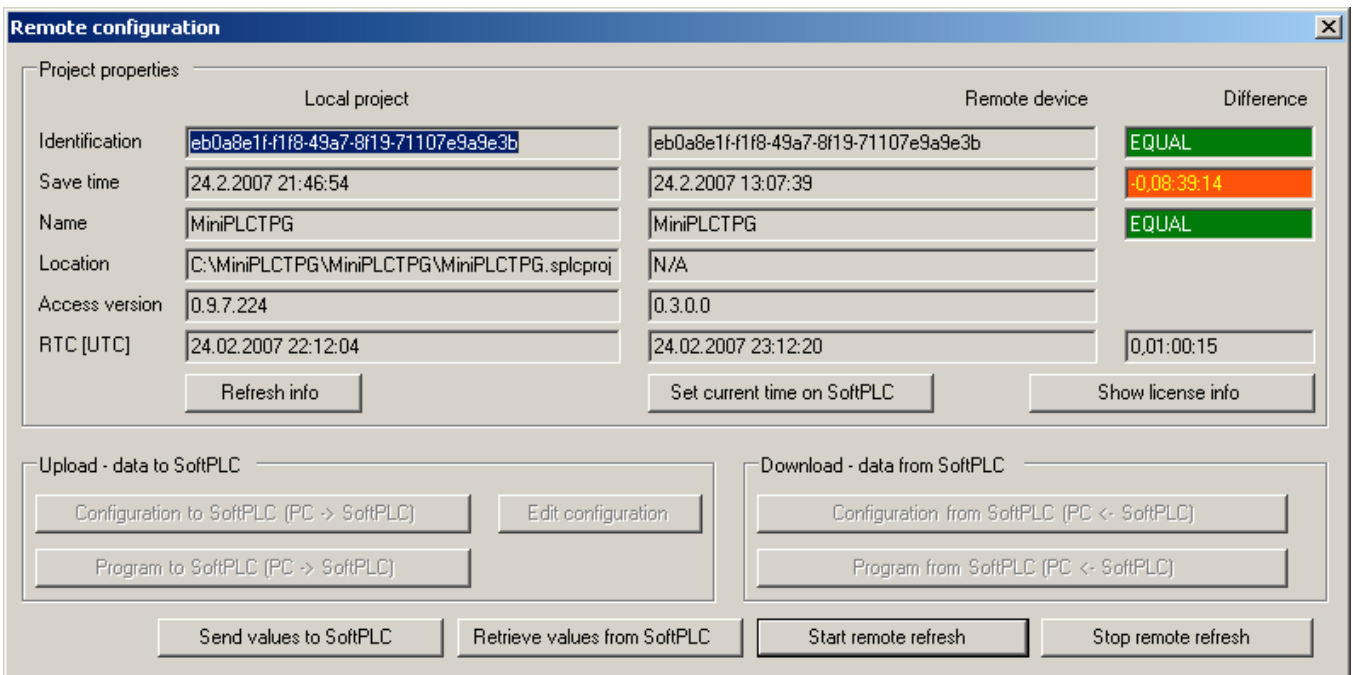 Remote configuration
Project properties
Local project Remote device Difference
Identification eb0a8e1f-f1f8-49a7-8f19-71107e9a9e3b eb0a8e1f-f1f8-49a7-8f19-71107e9a9e3b EQUAL
Save time 24.2.2007 21:46:54 24.2.2007 13:07:39 -0,08:39:14
Name MiniPLCTPG MiniPLCTPG EQUAL
Location C:\MiniPLCTPG\MiniPLCTPG\MiniPLCTPG.splcproj N/A
Access version 0.9.7.224 0.3.0.0
RTC [UTC] 24.02.2007 22:12:04 24.02.2007 23:12:20 0,01:00:15
Refresh info Set current time on SoftPLC Show license info
Upload - data to SoftPLC Download - data from SoftPLC
Configuration to SoftPLC (PC -> SoftPLC) Edit configuration Configuration from SoftPLC (PC <- SoftPLC)
Program to SoftPLC (PC -> SoftPLC) Program from SoftPLC (PC <- SoftPLC)
Send values to SoftPLC Retrieve values from SoftPLC Start remote refresh Stop remote refresh